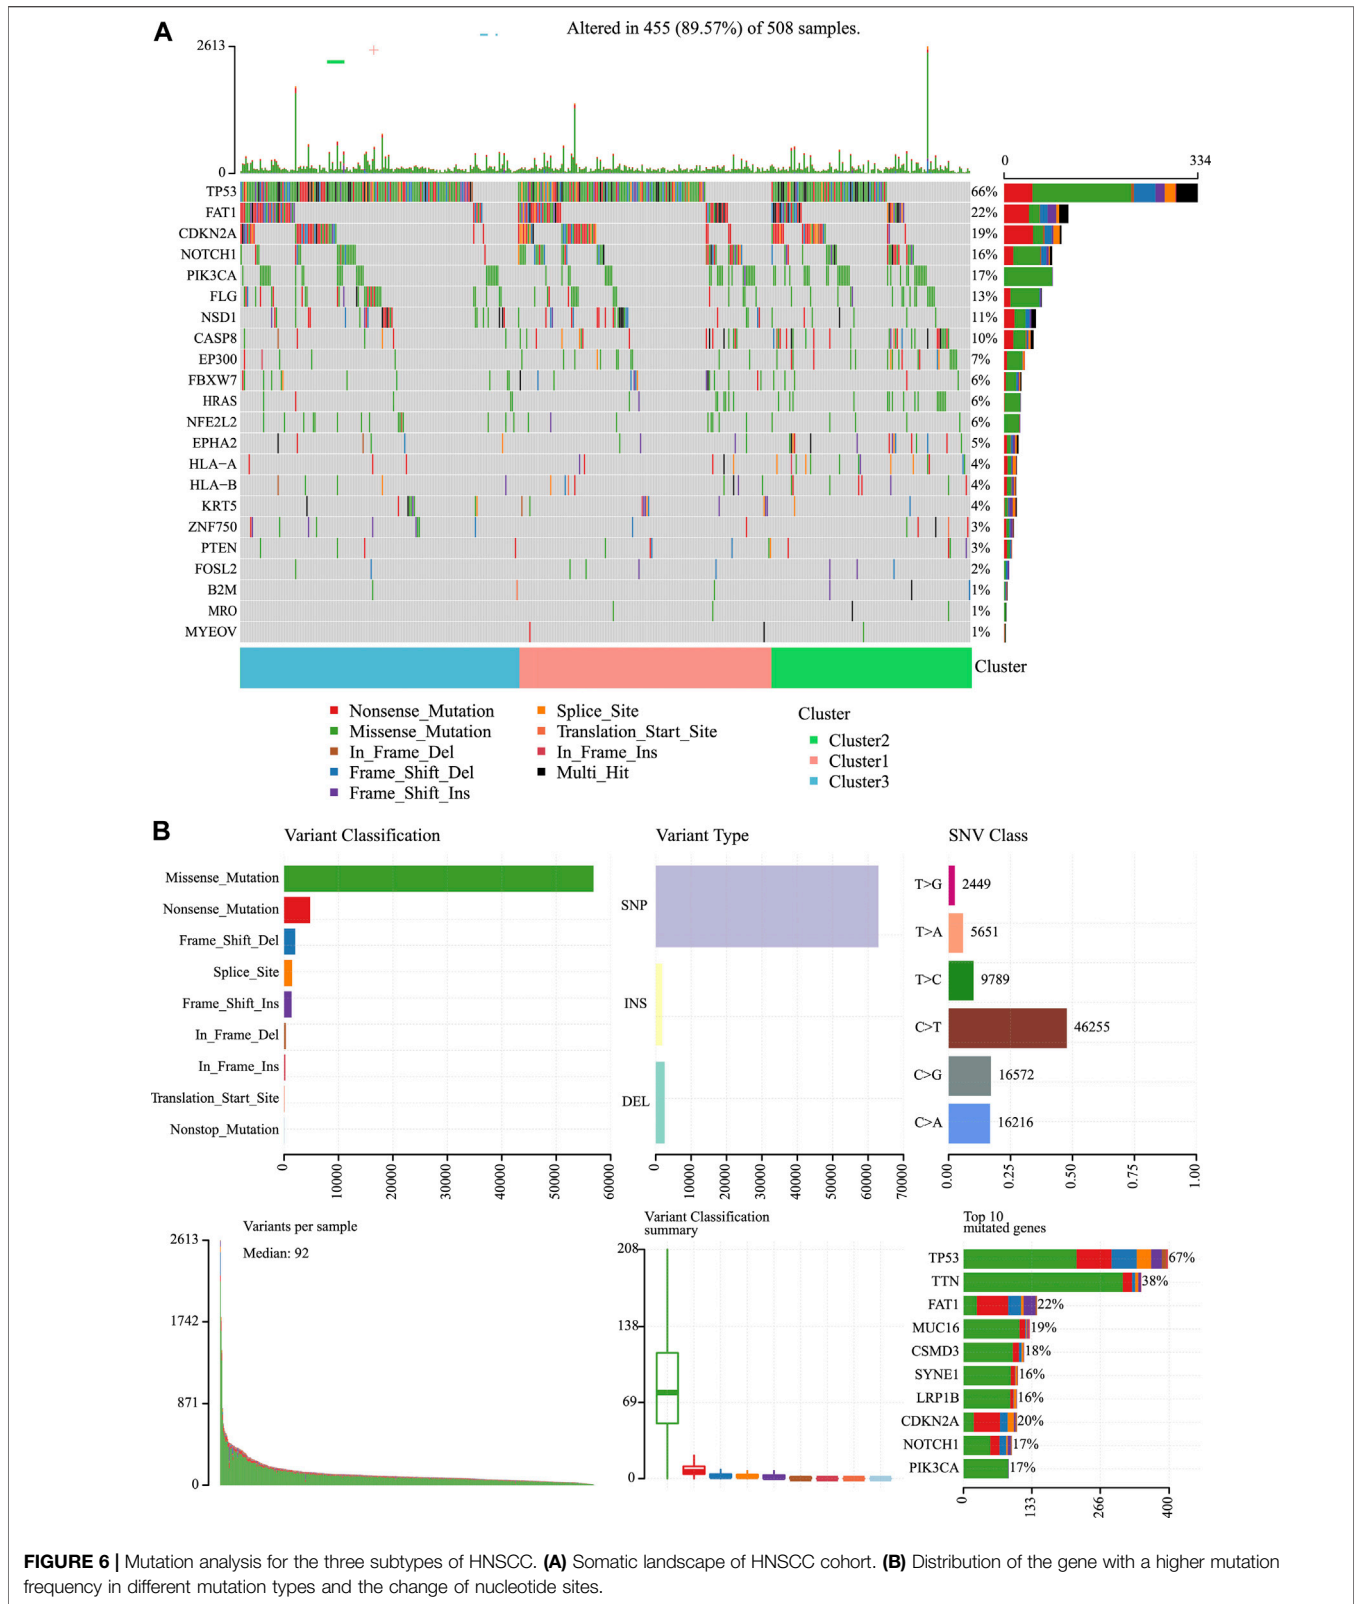 A
Altered in 455 (89.57%) of 508 samples.
2613
0
0 334
TP53 66%
FAT1 22%
CDKN2A 19%
NOTCH1 16%
PIK3CA 17%
FLG 13%
NSD1 11%
CASP8 10%
EP300 7%
FBXW7 6%
HRAS 6%
NFE2L2 6%
EPHA2 5%
HLA−A 4%
HLA−B 4%
KRT5 4%
ZNF750 3%
PTEN 3%
FOSL2 2%
B2M 1%
MRO 1%
MYEOV 1%
Cluster
Nonsense_Mutation
Missense_Mutation
In_Frame_Del
Frame_Shift_Del
Frame_Shift_Ins
Splice_Site
Translation_Start_Site
In_Frame_Ins
Multi_Hit
Cluster
Cluster2
Cluster1
Cluster3
B
Variant Classification
Missense_Mutation
Nonsense_Mutation
Frame_Shift_Del
Splice_Site
Frame_Shift_Ins
In_Frame_Del
In_Frame_Ins
Translation_Start_Site
Nonstop_Mutation
0 10000 20000 30000 40000 50000 60000
Variant Type
SNP
INS
DEL
0 10000 20000 30000 40000 50000 60000 70000
SNV Class
T>G 2449
T>A 5651
T>C 9789
C>T 46255
C>G 16572
C>A 16216
0.00 0.25 0.50 0.75 1.00
Variants per sample
Median: 92
2613
1742
871
0
Variant Classification
summary
208
138
69
0
Top 10
mutated genes
TP53 67%
TTN 38%
FAT1 22%
MUC16 19%
CSMD3 18%
SYNE1 16%
LRP1B 16%
CDKN2A 20%
NOTCH1 17%
PIK3CA 17%
0 133 266 400
FIGURE 6 | Mutation analysis for the three subtypes of HNSCC. (A) Somatic landscape of HNSCC cohort. (B) Distribution of the gene with a higher mutation
frequency in different mutation types and the change of nucleotide sites.